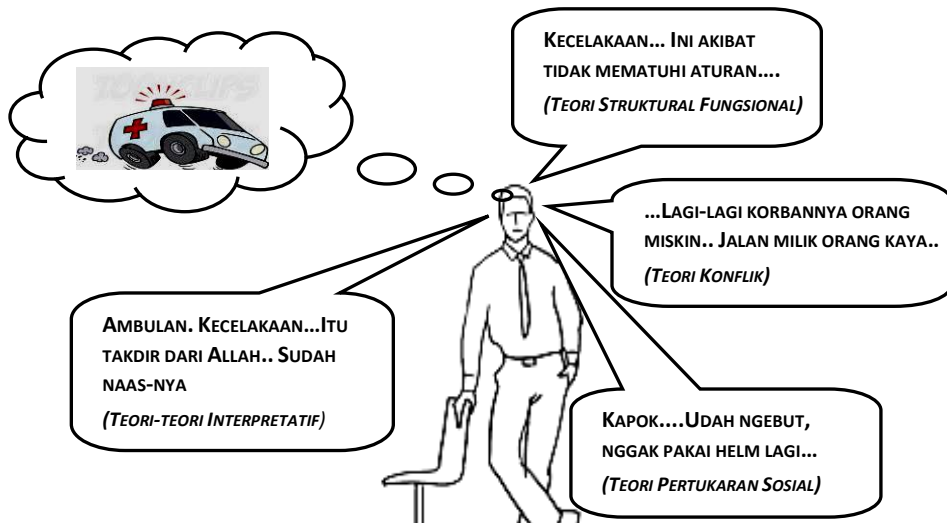 TOONCLIPS
KECELAKAAN... INI AKIBAT
TIDAK MEMATUHI ATURAN....
(TEORI STRUKTURAL FUNGSIONAL)
...LAGI-LAGI KORBANNYA ORANG
MISKIN.. JALAN MILIK ORANG KAYA..
(TEORI KONFLIK)
AMBULAN. KECELAKAAN...ITU
TAKDIR DARI ALLAH.. SUDAH
NAAS-NYA
(TEORI-TEORI INTERPRETATIF)
KAPOK....UDAH NGEBUT,
NGGAK PAKAI HELM LAGI...
(TEORI PERTUKARAN SOSIAL)